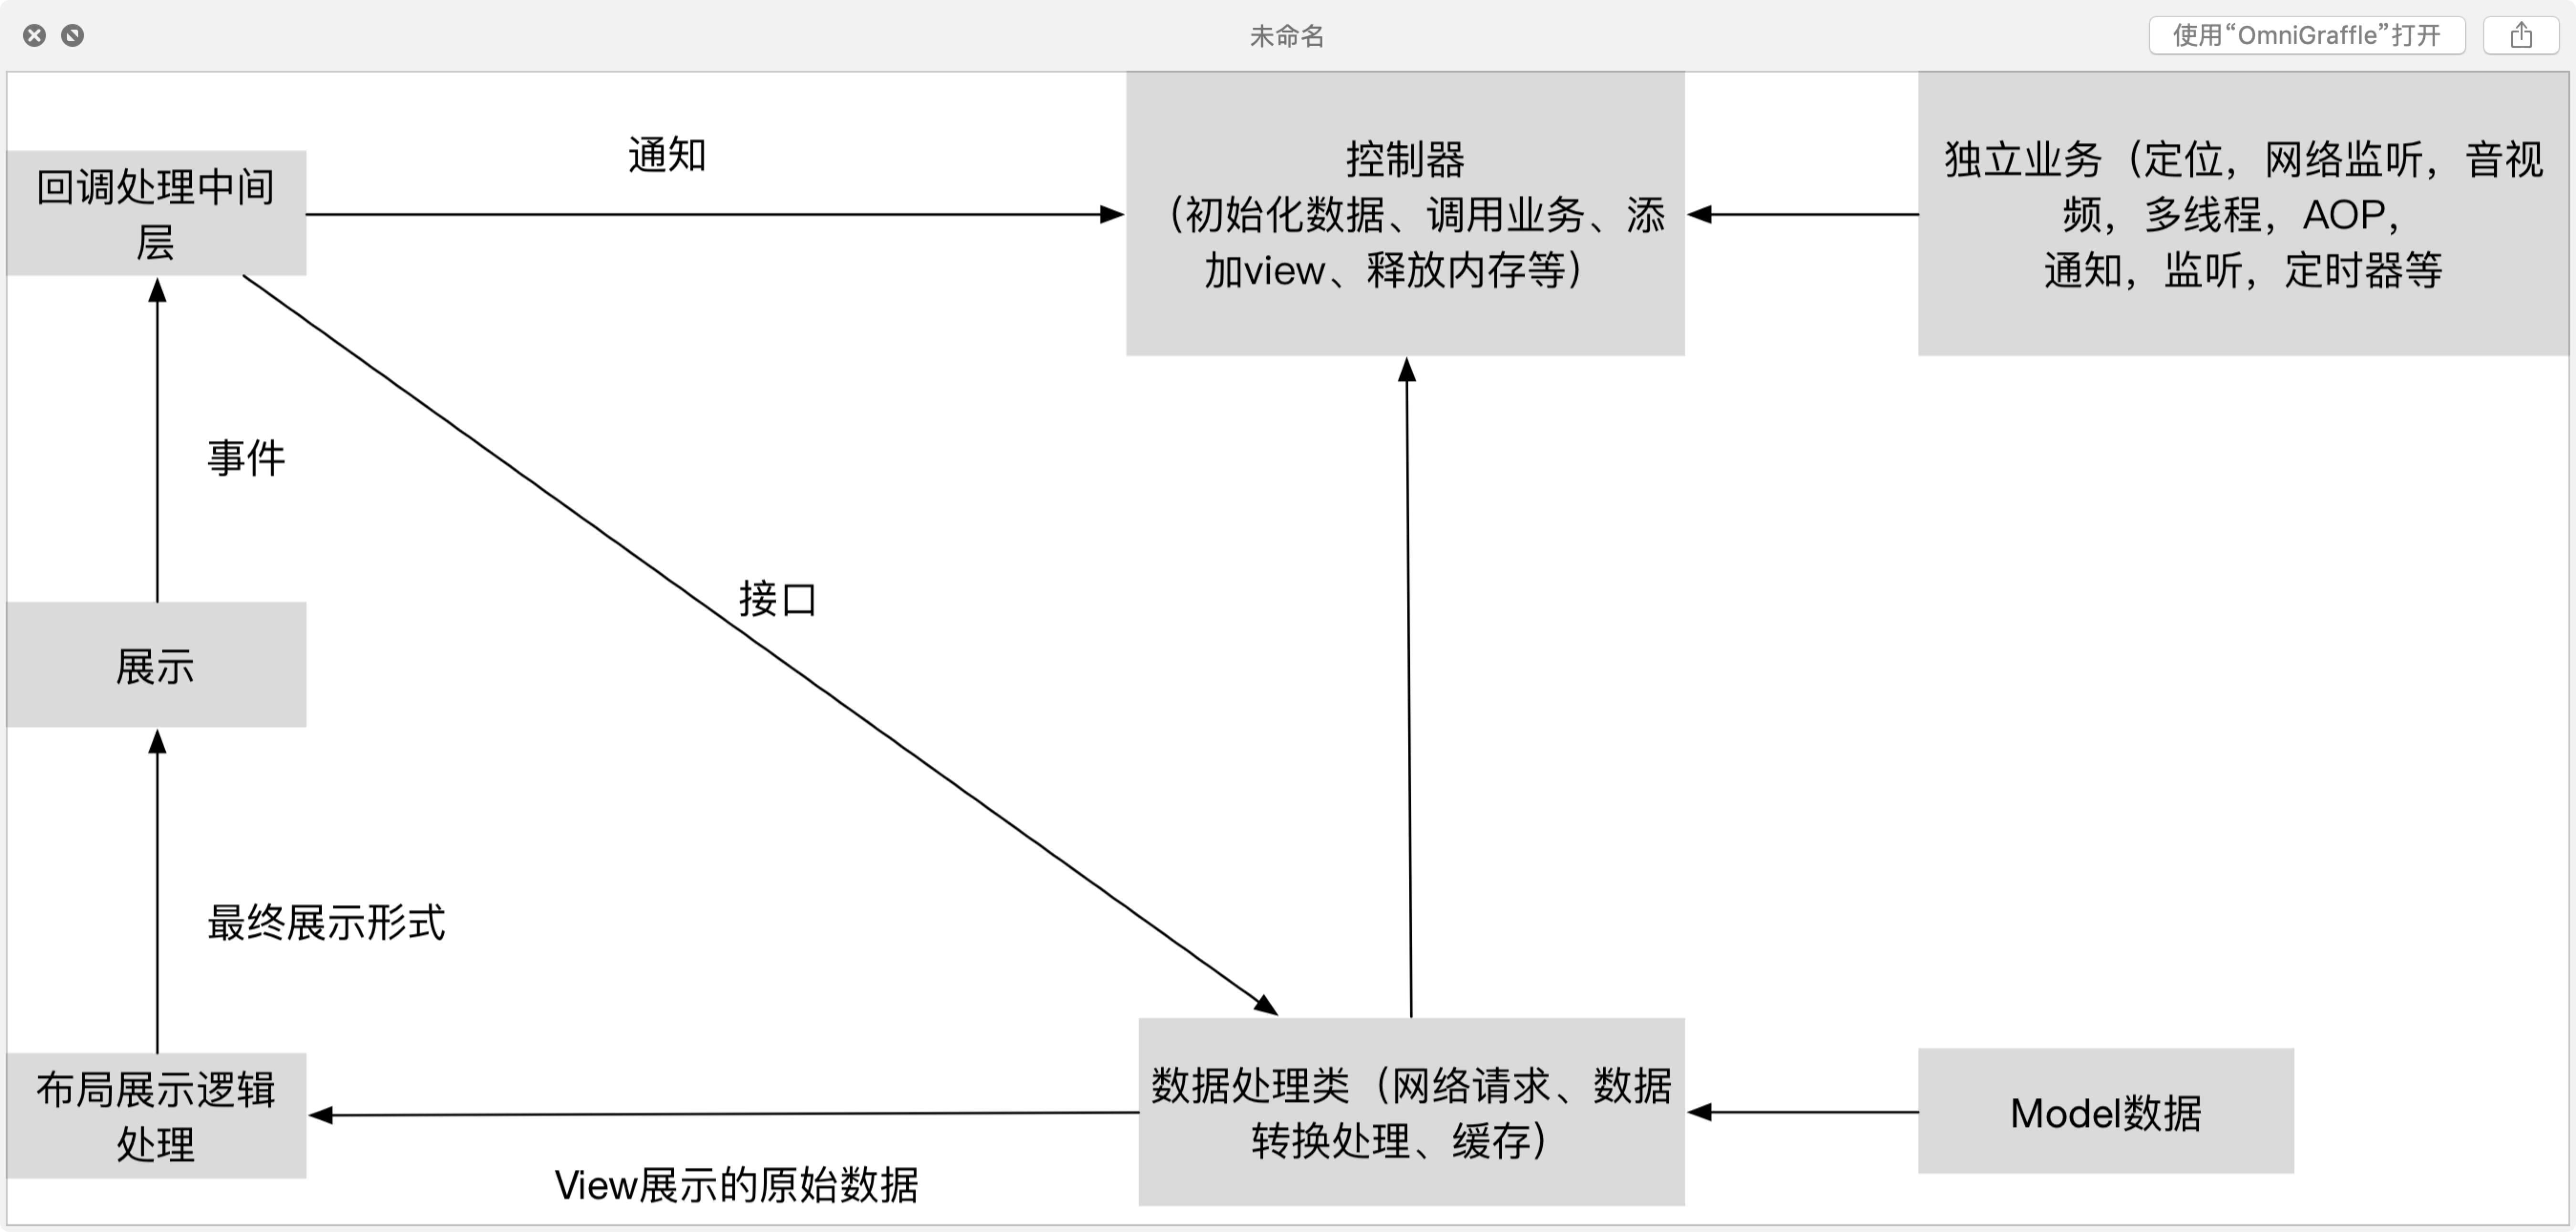 未命名
使用“OmniGraffle”打开
回调处理中间
层
通知
控制器
（初始化数据、调用业务、添
加view、释放内存等）
独立业务（定位，网络监听，音视
频，多线程，AOP，
通知，监听，定时器等
事件
接口
展示
最终展示形式
布局展示逻辑
处理
View展示的原始数据
数据处理类（网络请求、数据
转换处理、缓存）
Model数据